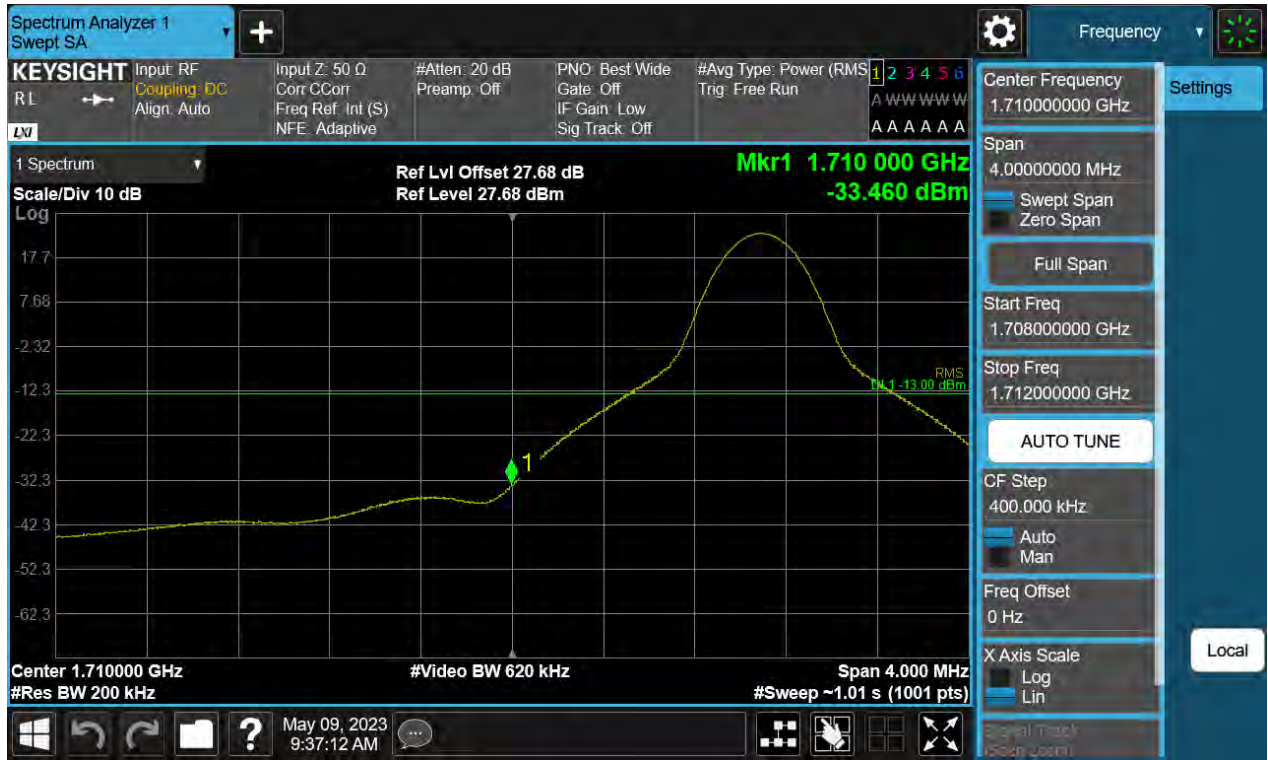 Spectrum Analyzer 1
Swept SA
Frequency
KEYSIGHT
RL
LXI
Input: RF
Coupling: DC
Align: Auto
Input Z: 50 Ω
Corr CCorr
Freq Ref: Int (S)
NFE: Adaptive
#Atten: 20 dB
Preamp: Off
PNO: Best Wide
Gate: Off
IF Gain: Low
Sig Track: Off
#Avg Type: Power (RMS
Trig: Free Run
1 2 3 4 5 6
A W W W W W
A A A A A A
1 Spectrum
Scale/Div 10 dB
Log
Ref Lvl Offset 27.68 dB
Ref Level 27.68 dBm
Mkr1 1.710 000 GHz
-33.460 dBm
17.7
7.68
-2.32
-12.3
-22.3
-32.3
-42.3
-52.3
-62.3
RMS
DL1 -13.00 dBm
1
Center 1.710000 GHz
#Res BW 200 kHz
#Video BW 620 kHz
Span 4.000 MHz
#Sweep ~1.01 s (1001 pts)
May 09, 2023
9:37:12 AM
Center Frequency
1.710000000 GHz
Span
4.00000000 MHz
Swept Span
Zero Span
Full Span
Start Freq
1.708000000 GHz
Stop Freq
1.712000000 GHz
AUTO TUNE
CF Step
400.000 kHz
Auto
Man
Freq Offset
0 Hz
X Axis Scale
Log
Lin
Signal Track
(Span Zoom)
Settings
Local